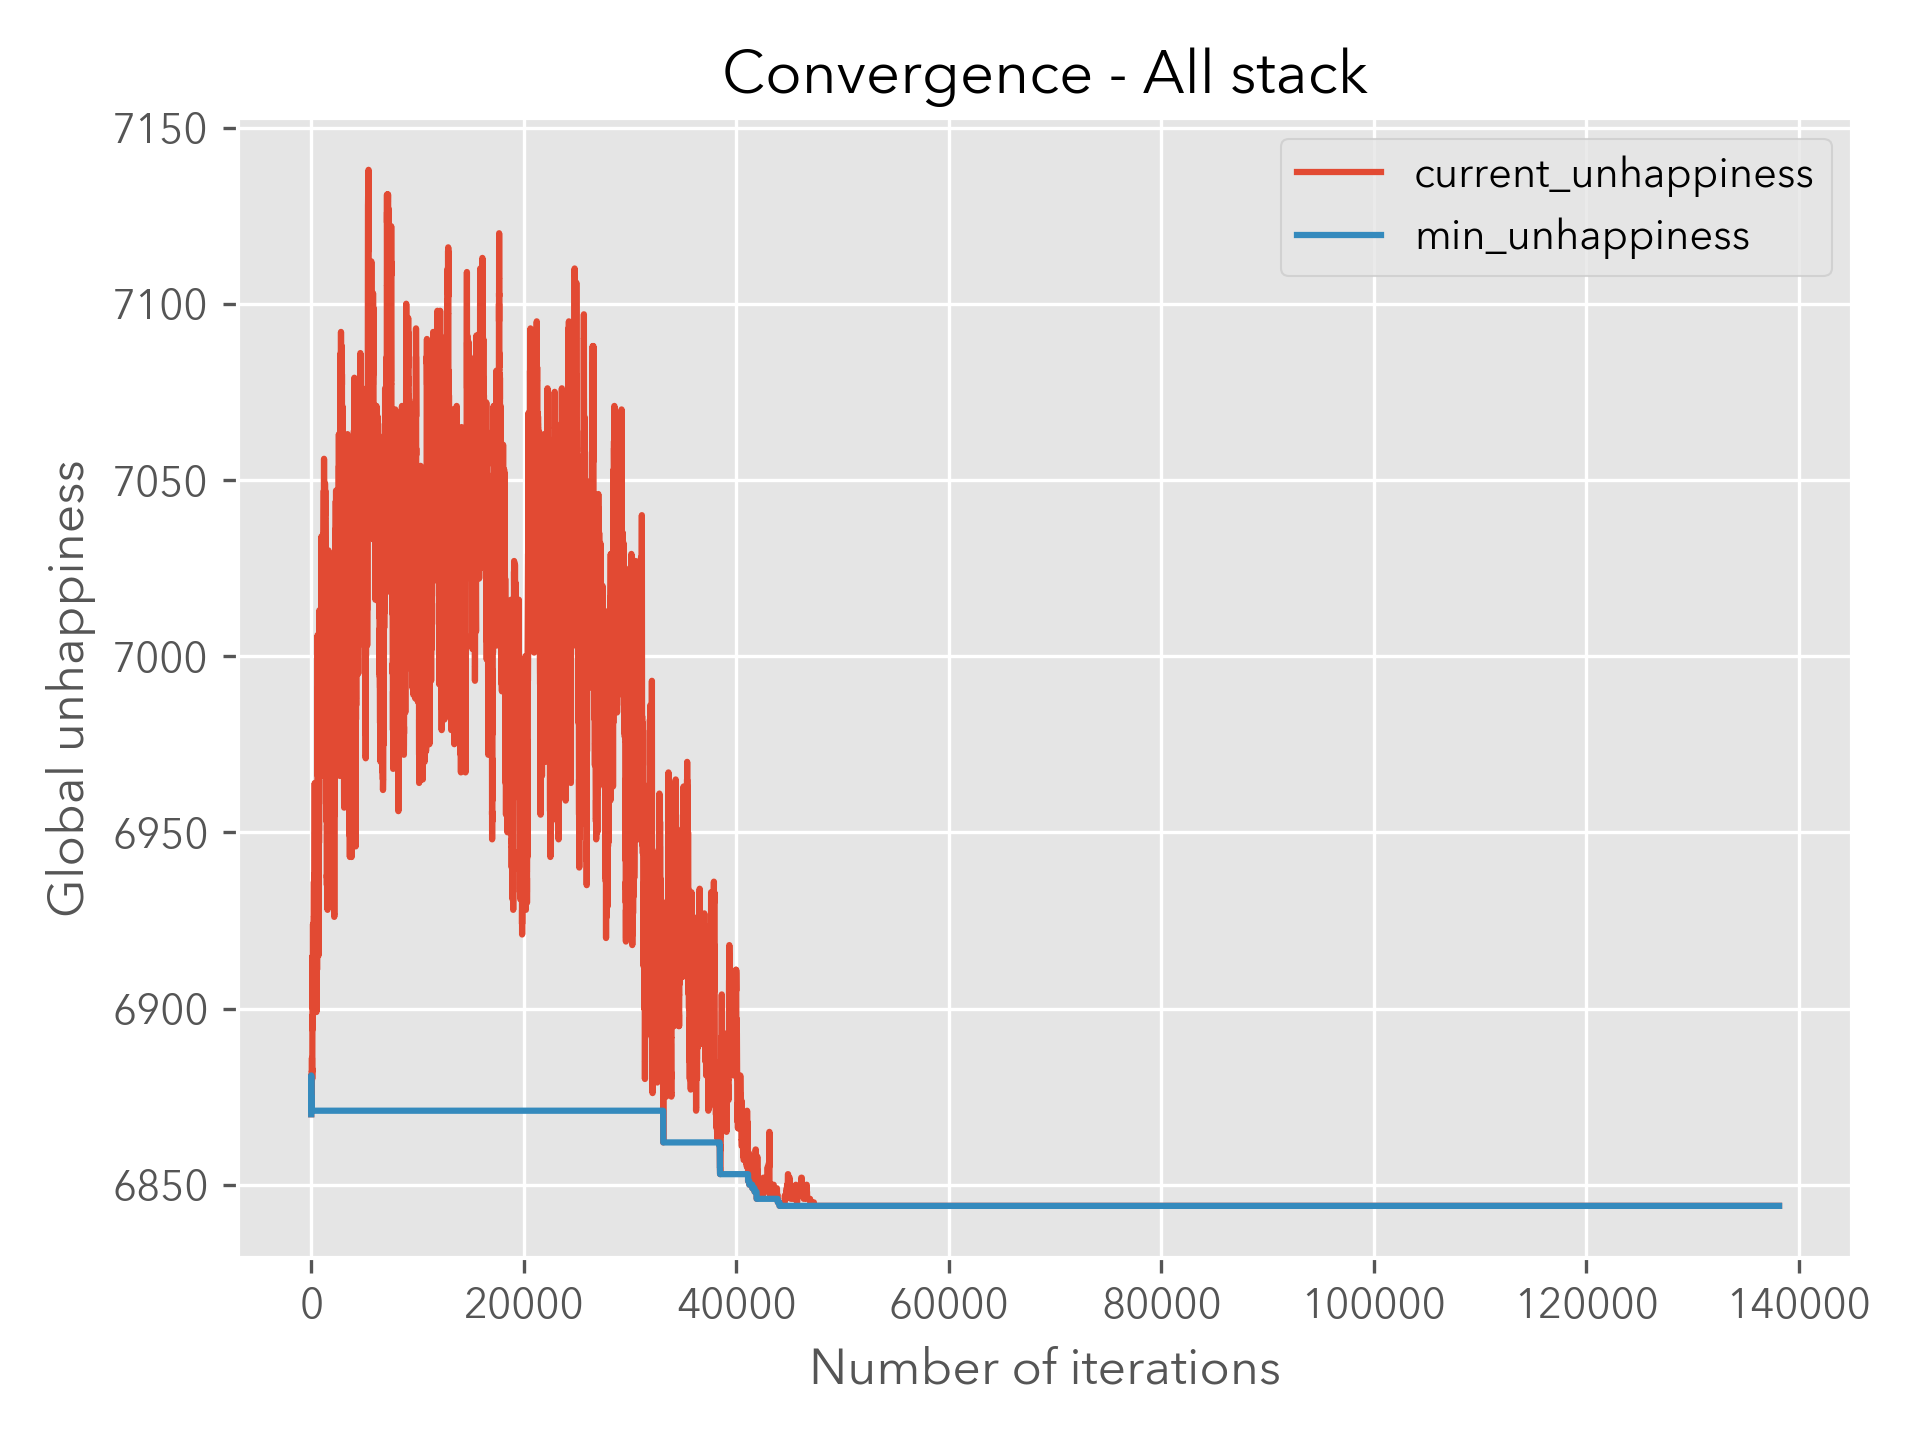 Convergence - All stack
7150
7100
7050
7000
6950
6900
6850
Global unhappiness
current_unhappiness
min_unhappiness
0 20000 40000 60000 80000 100000 120000 140000
Number of iterations